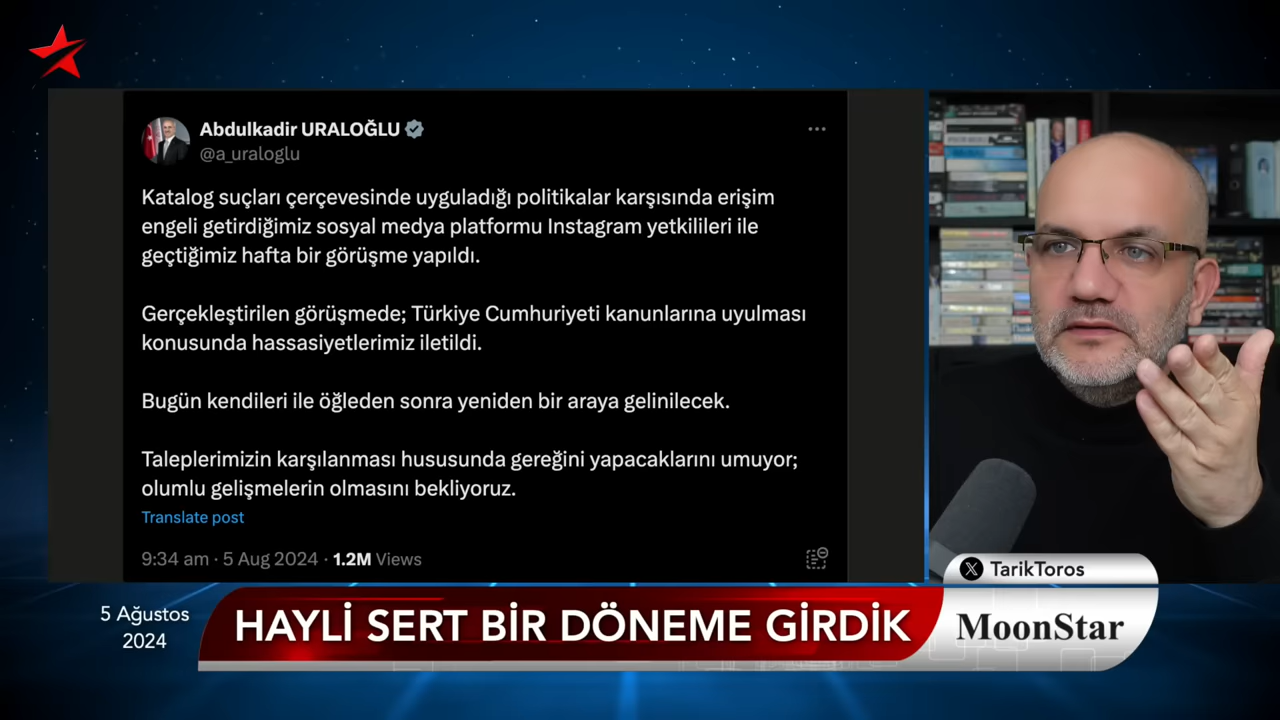 Abdulkadir URALOĞLU
@a_uraloglu
Katalog suçları çerçevesinde uyguladığı politikalar karşısında erişim
engeli getirdiğimiz sosyal medya platformu Instagram yetkilileri ile
geçtiğimiz hafta bir görüşme yapıldı.
Gerçekleştirilen görüşmede; Türkiye Cumhuriyeti kanunlarına uyulması
konusunda hassasiyetlerimiz iletildi.
Bugün kendileri ile öğleden sonra yeniden bir araya gelinilecek.
Taleplerimizin karşılanması hususunda gereğini yapacaklarını umuyor;
olumlu gelişmelerin olmasını bekliyoruz.
Translate post
9:34 am · 5 Aug 2024 · 1.2M Views
TarikToros
5 Ağustos
2024
HAYLİ SERT BİR DÖNEME GİRDİK
MoonStar